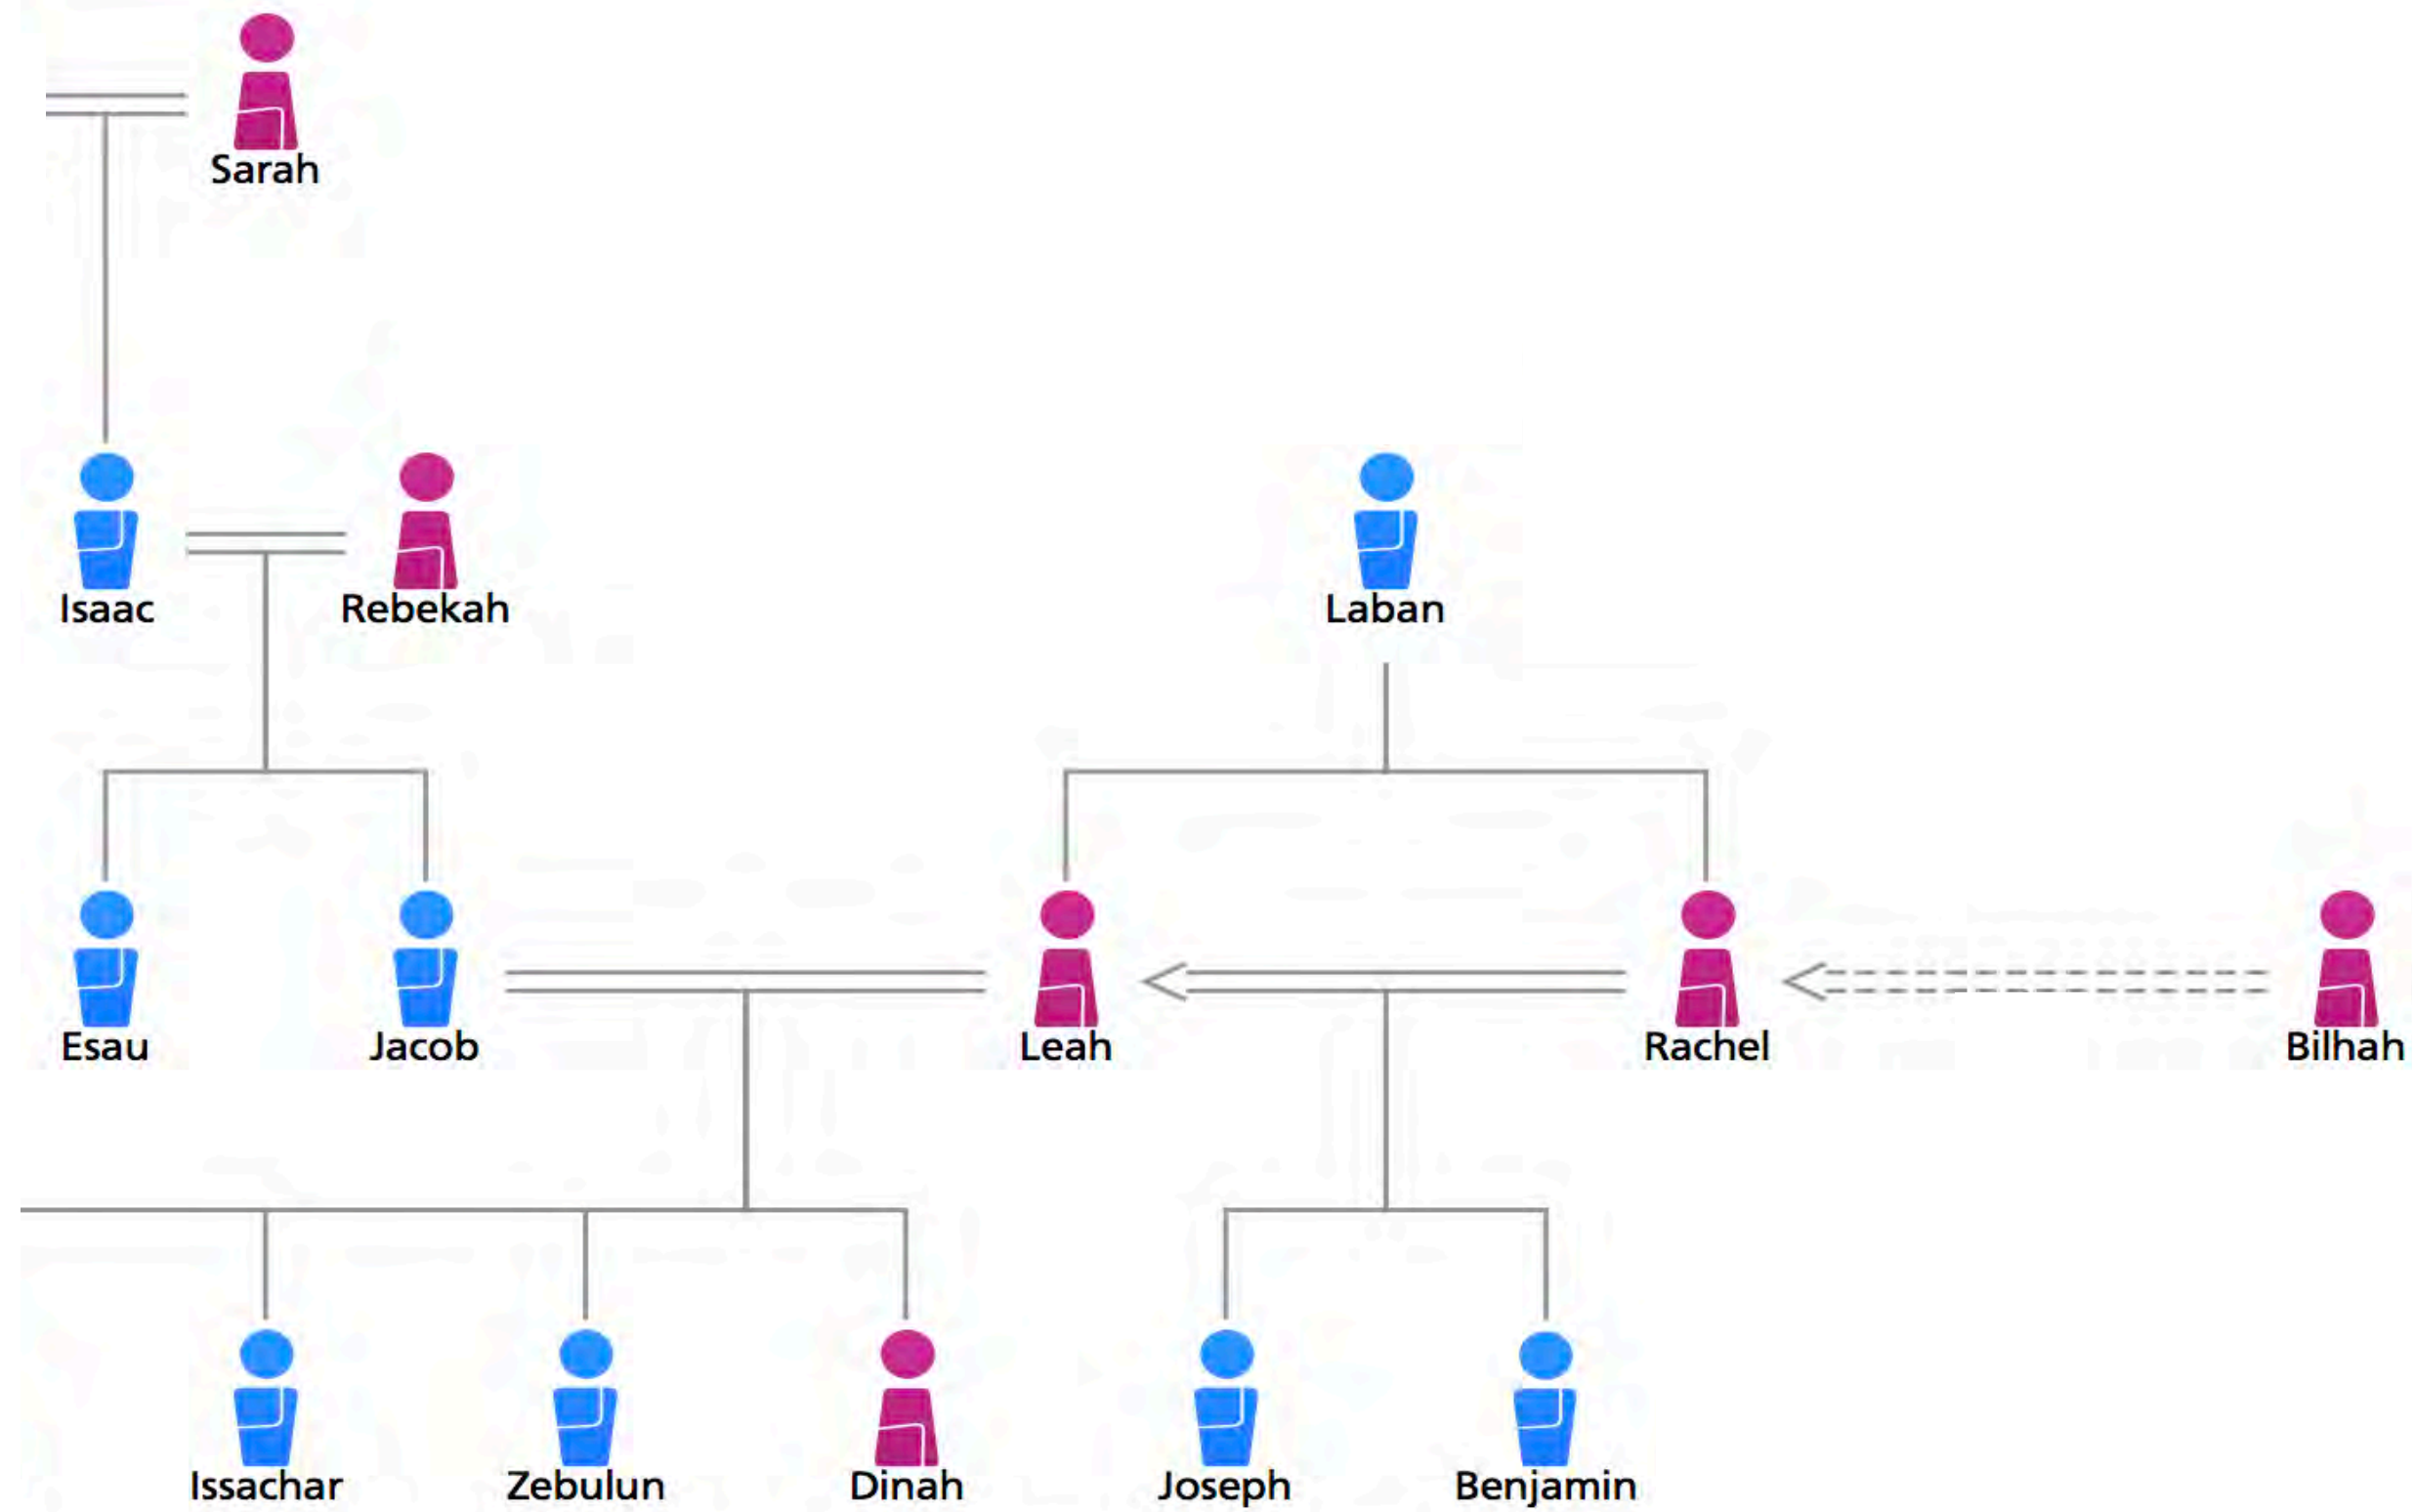 Sarah
Isaac
Rebekah
Laban
Esau
Jacob
Leah
Rachel
Bilhah
Issachar
Zebulun
Dinah
Joseph
Benjamin